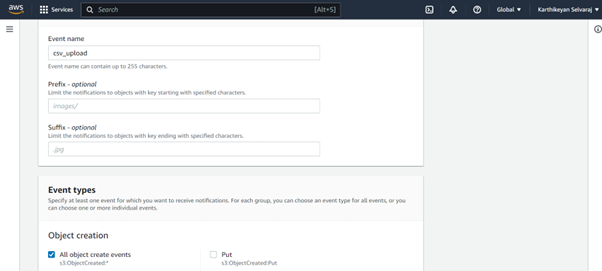 aws
Services
Search
[Alt+S]
Global
Karthikeyan Selvaraj
Event name
csv_upload
Event name can contain up to 255 characters.
Prefix - optional
Limit the notifications to objects with key starting with specified characters.
images/
Suffix - optional
Limit the notifications to objects with key ending with specified characters.
.jpg
Event types
Specify at least one event for which you want to receive notifications. For each group, you can choose an event type for all events, or you
can choose one or more individual events.
Object creation
All object create events
s3:ObjectCreated:*
Put
s3:ObjectCreated:Put